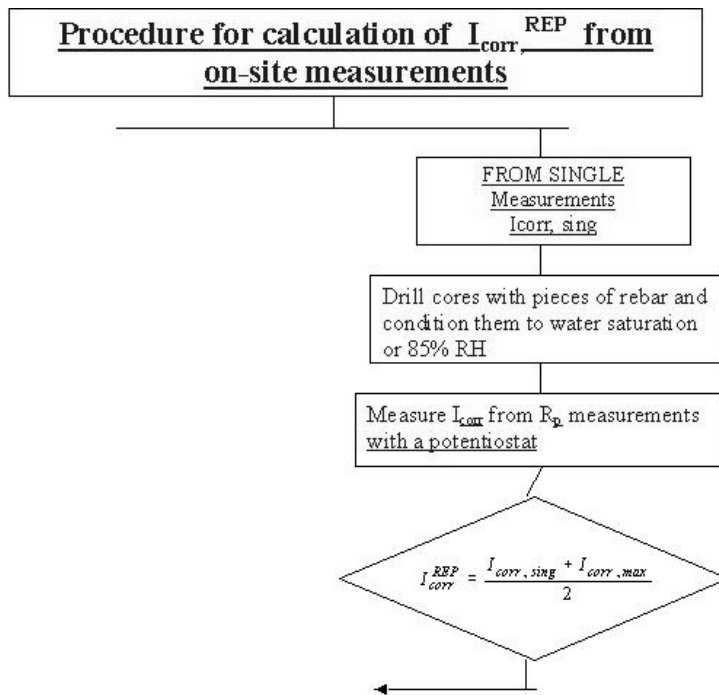 Procedure for calculation of I_corr,^REP from
on-site measurements
FROM SINGLE
Measurements
Icorr, sing
Drill cores with pieces of rebar and
condition them to water saturation
or 85% RH
Measure I_corr from R_p measurements
with a potentiostat
I_corr^REP = (I_corr,sing + I_corr,max) / 2